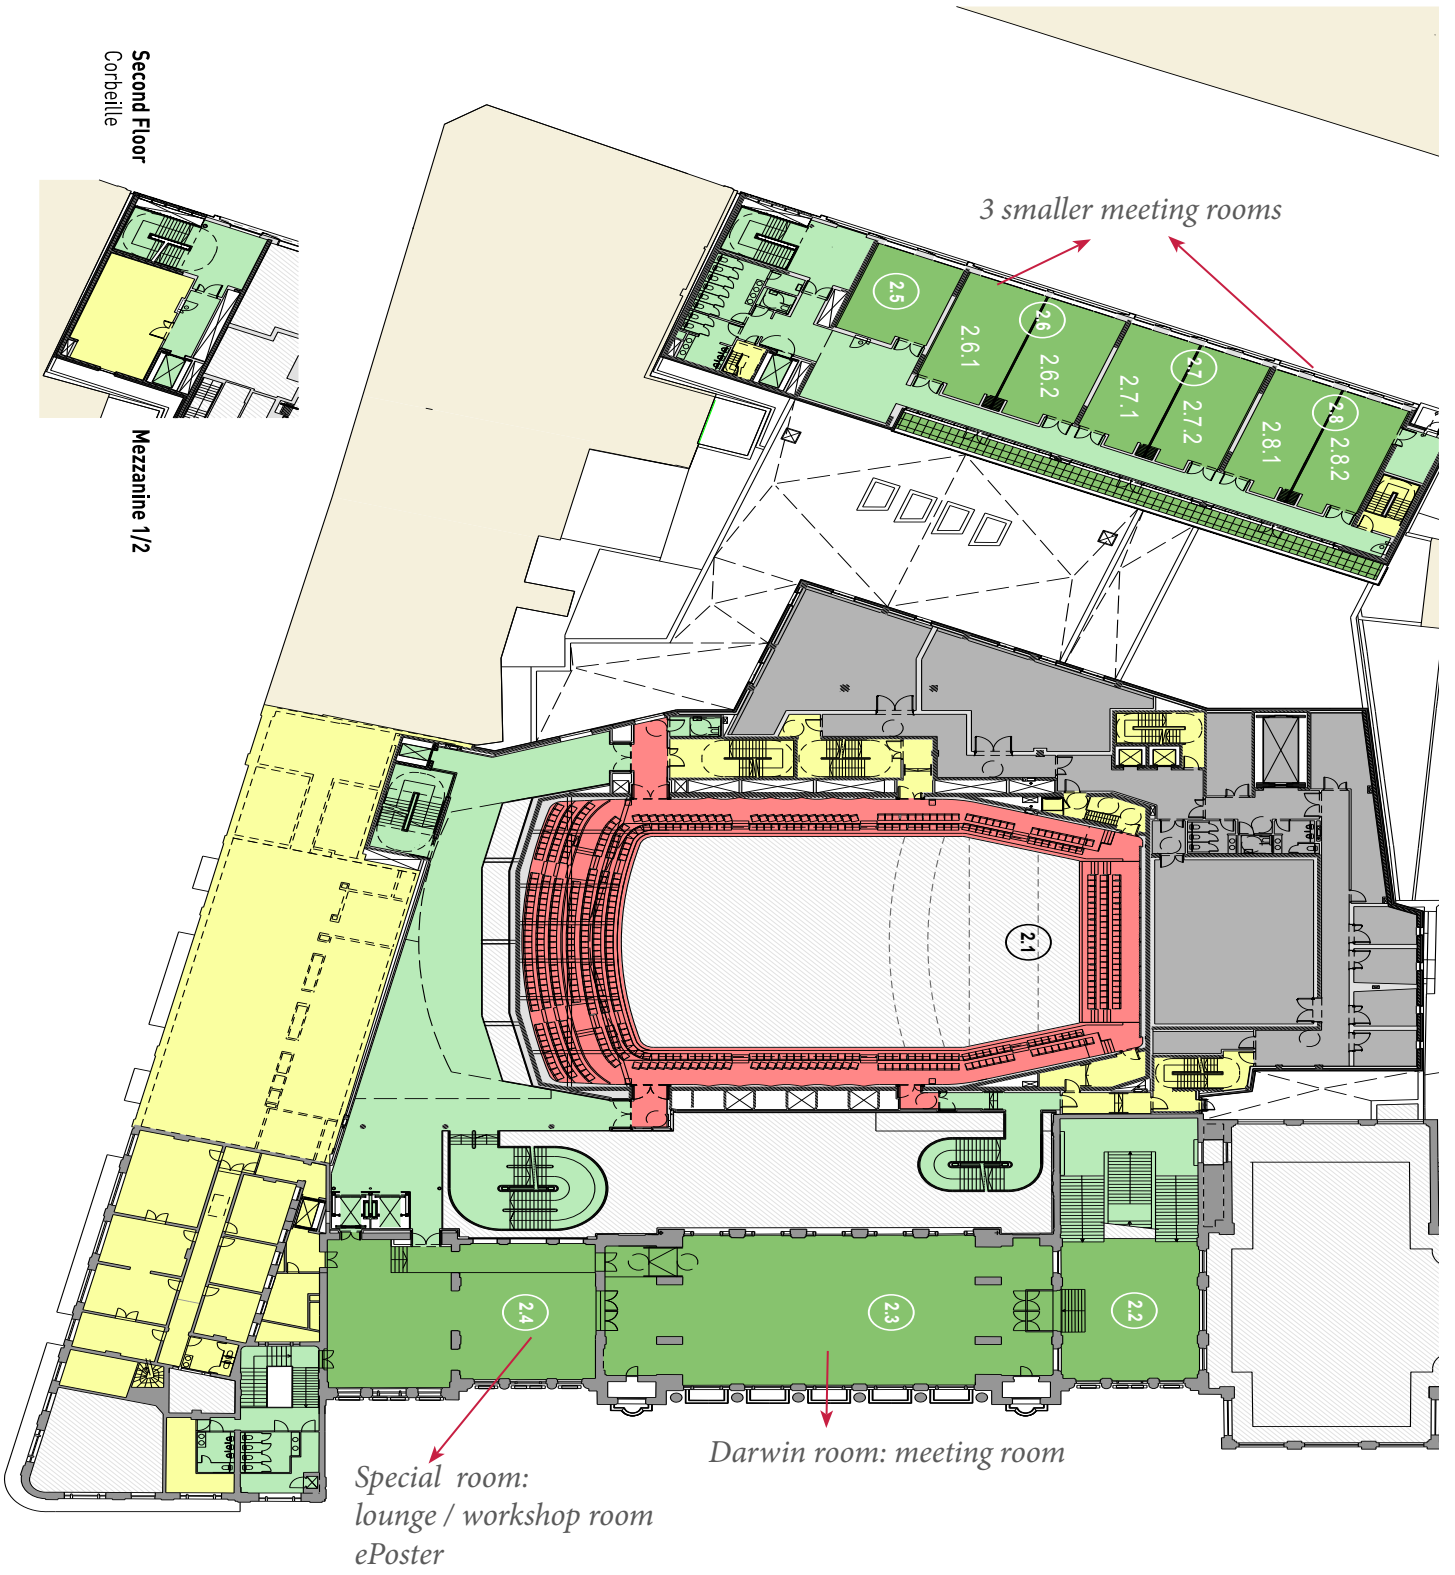 Second Floor
Corbeille
Mezzanine 1/2
3 smaller meeting rooms
2.5
2.6
2.6.1
2.6.2
2.7
2.7.1
2.7.2
2.8
2.8.1
2.8.2
2.1
2.4
2.3
2.2
Darwin room: meeting room
Special room:
lounge / workshop room
ePoster